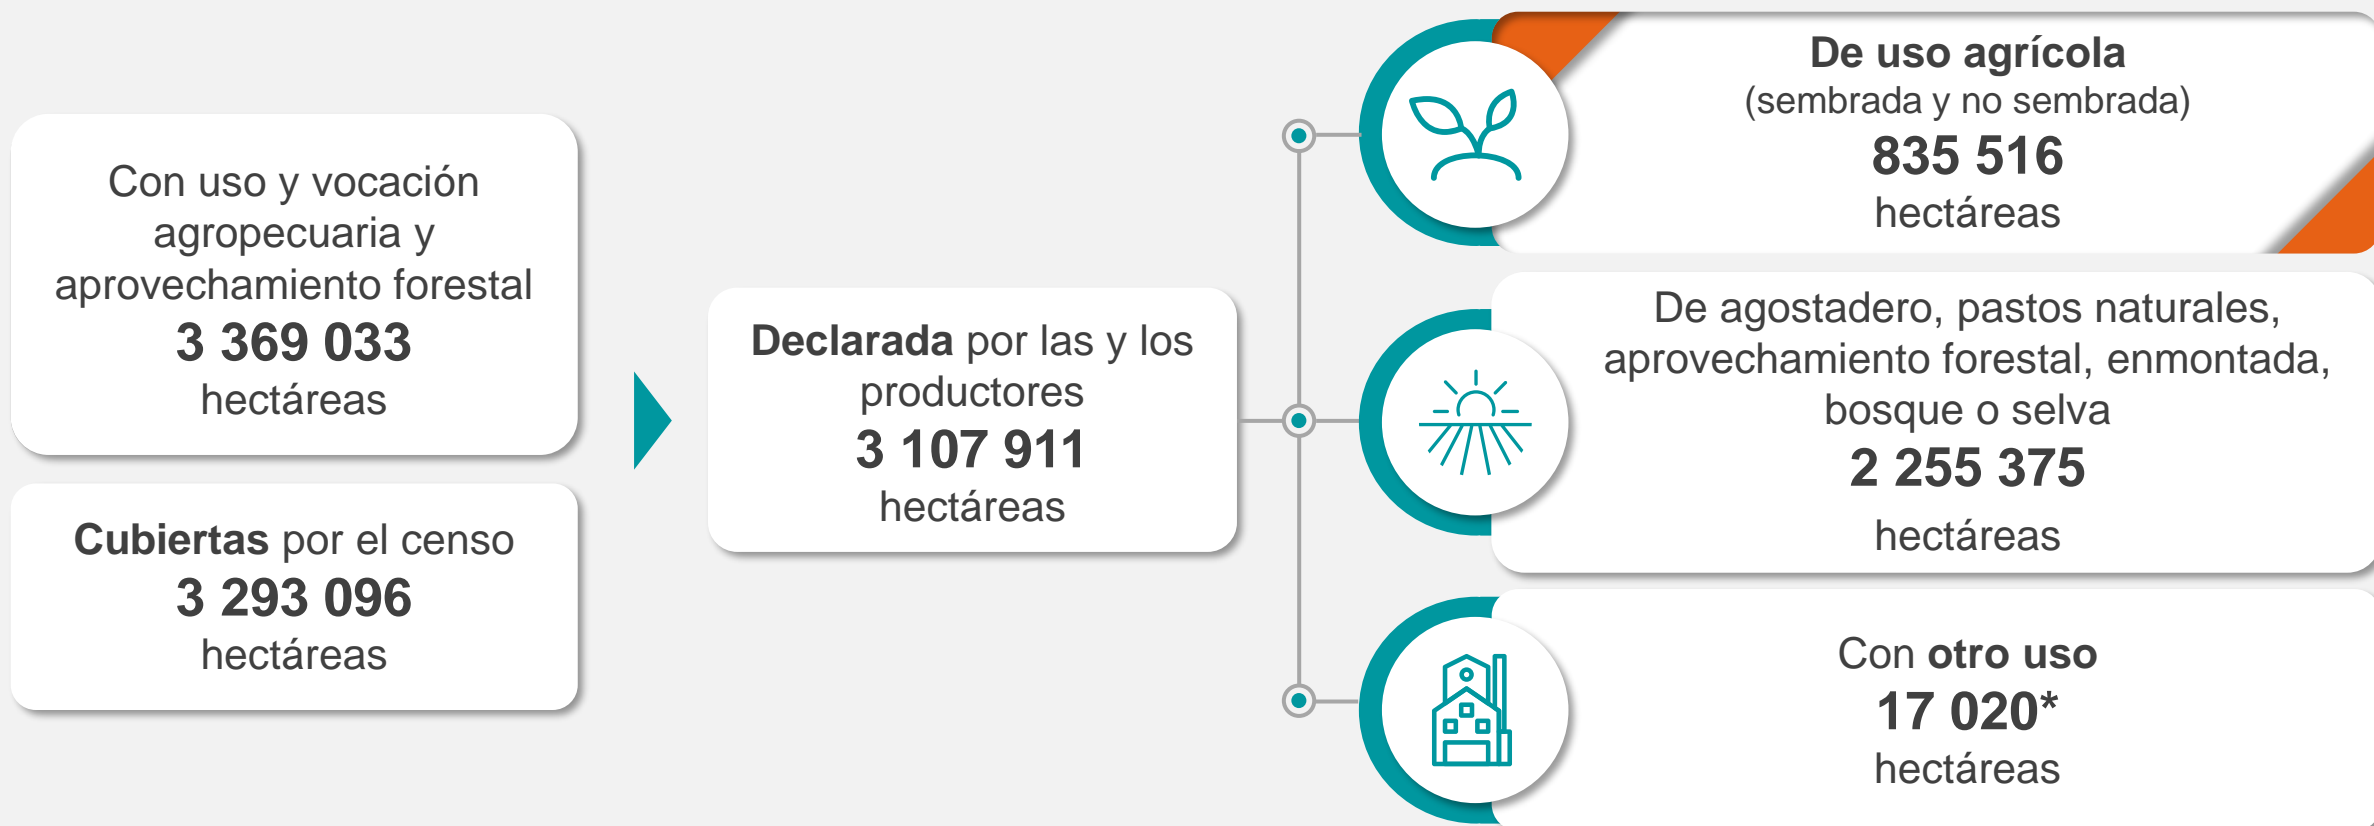 Con uso y vocación
agropecuaria y
aprovechamiento forestal
3 369 033
hectáreas
Cubiertas por el censo
3 293 096
hectáreas
Declarada por las y los
productores
3 107 911
hectáreas
De uso agrícola
(sembrada y no sembrada)
835 516
hectáreas
De agostadero, pastos naturales,
aprovechamiento forestal, enmontada,
bosque o selva
2 255 375
hectáreas
Con otro uso
17 020*
hectáreas